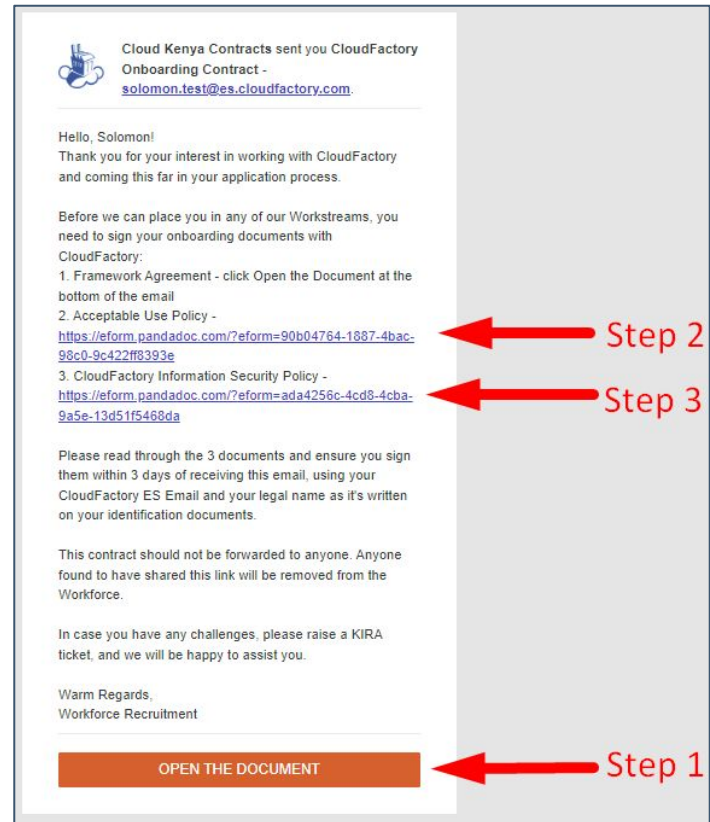 Cloud Kenya Contracts sent you CloudFactory
Onboarding Contract -
solomon.test@es.cloudfactory.com.
Hello, Solomon!
Thank you for your interest in working with CloudFactory
and coming this far in your application process.
Before we can place you in any of our Workstreams, you
need to sign your onboarding documents with
CloudFactory:
1. Framework Agreement - click Open the Document at the
bottom of the email
2. Acceptable Use Policy -
https://eform.pandadoc.com/?eform=90b04764-1887-4bac-
98c0-9c422ff8393e
Step 2
3. CloudFactory Information Security Policy -
https://eform.pandadoc.com/?eform=ada4256c-4cd8-4cba-
9a5e-13d51f5468da
Step 3
Please read through the 3 documents and ensure you sign
them within 3 days of receiving this email, using your
CloudFactory ES Email and your legal name as it's written
on your identification documents.
This contract should not be forwarded to anyone. Anyone
found to have shared this link will be removed from the
Workforce.
In case you have any challenges, please raise a KIRA
ticket, and we will be happy to assist you.
Warm Regards,
Workforce Recruitment
OPEN THE DOCUMENT
Step 1